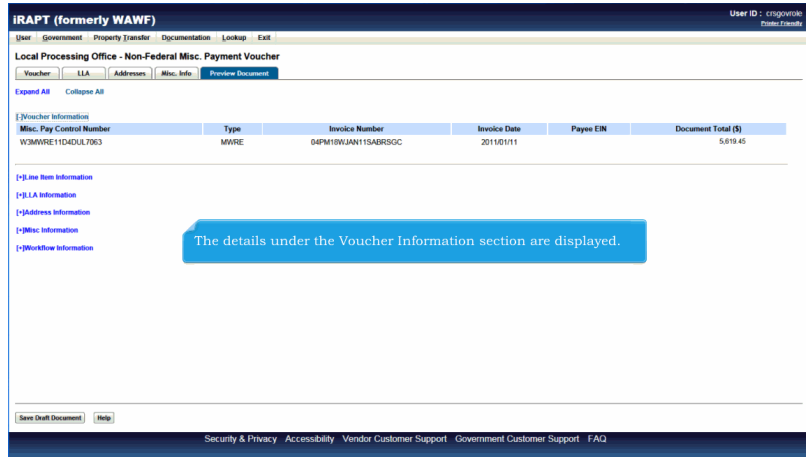 iRAPT (formerly WAWF)
User ID : crsgovrole
Printer Friendly
User Government Property Transfer Documentation Lookup Exit
Local Processing Office - Non-Federal Misc. Payment Voucher
Voucher LLA Addresses Misc. Info Preview Document
Expand All Collapse All
[-]Voucher Information
Misc. Pay Control Number Type Invoice Number Invoice Date Payee EIN Document Total ($)
W3MWRE11D4DUL7063 MWRE 04PM18WJAN11SABRSGC 2011/01/11 5,619.45
[+]Line Item Information
[+]LLA Information
[+]Address Information
[+]Misc Information
[+]Workflow Information
The details under the Voucher Information section are displayed.
Save Draft Document Help
Security & Privacy Accessibility Vendor Customer Support Government Customer Support FAQ